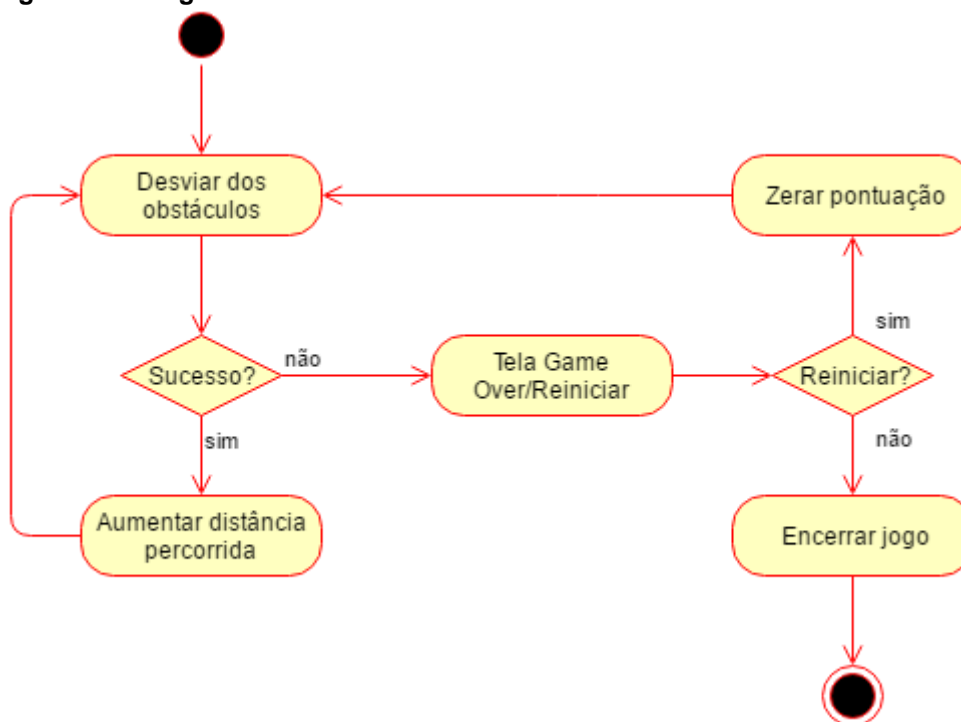 Desviar dos
obstáculos
Zerar pontuação
sim
Sucesso?
não
Tela Game
Over/Reiniciar
Reiniciar?
sim
não
Aumentar distância
percorrida
Encerrar jogo